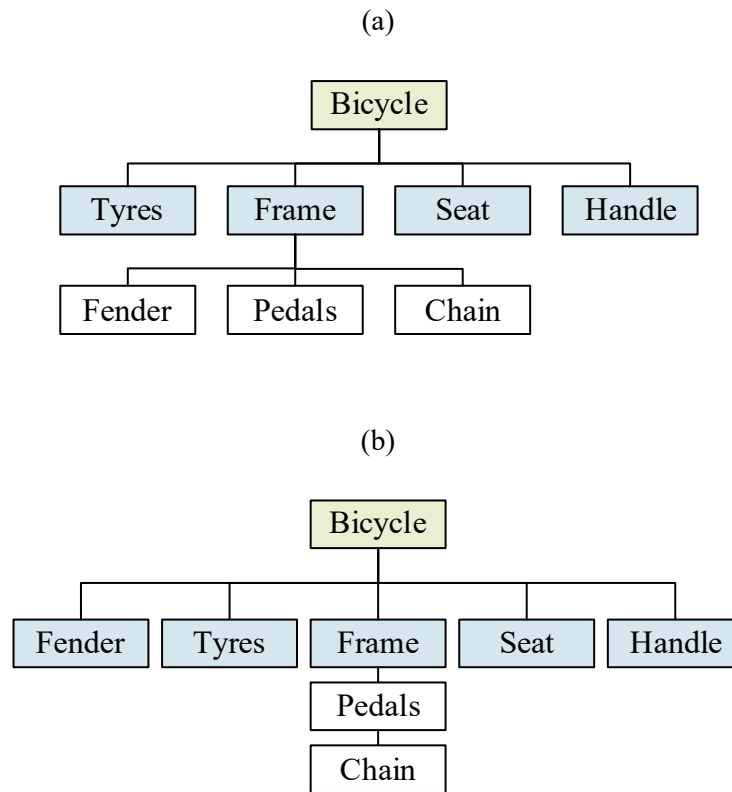 (a)
Bicycle
Tyres Frame Seat Handle
Fender Pedals Chain
(b)
Bicycle
Fender Tyres Frame Seat Handle
Pedals
Chain